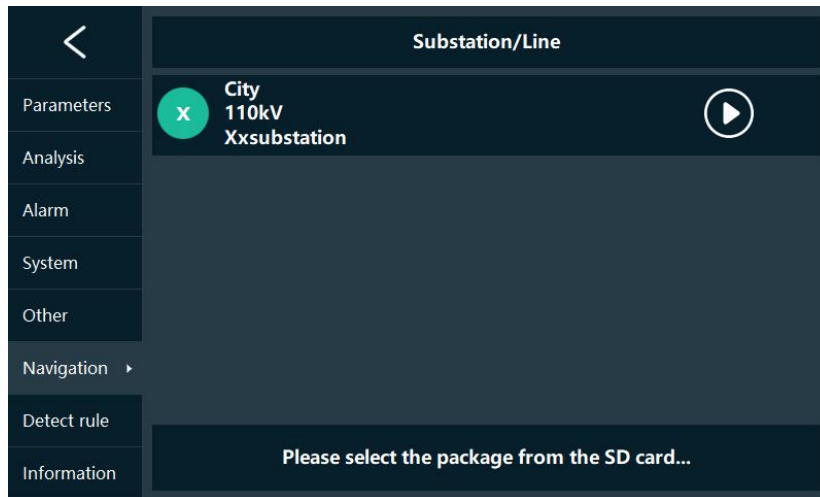 Substation/Line
Parameters
Analysis
Alarm
System
Other
Navigation
Detect rule
Information
X
City
110kV
Xxsubstation
Please select the package from the SD card...